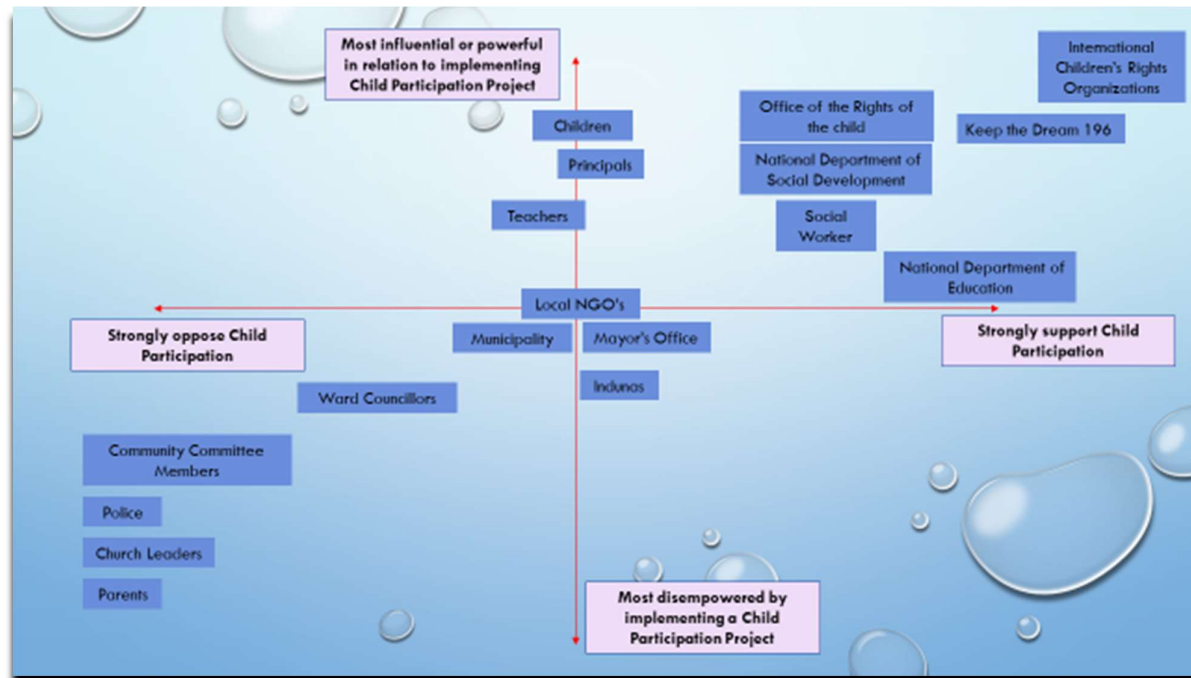 Most influential or powerful
in relation to implementing
Child Participation Project
International
Children's Rights
Organizations
Office of the Rights of
the child
Keep the Dream 196
Children
National Department of
Social Development
Principals
Teachers
Social
Worker
National Department of
Education
Local NGO's
Strongly oppose Child
Participation
Municipality
Mayor's Office
Strongly support Child
Participation
Indunas
Ward Councillors
Community Committee
Members
Police
Church Leaders
Parents
Most disempowered by
implementing a Child
Participation Project